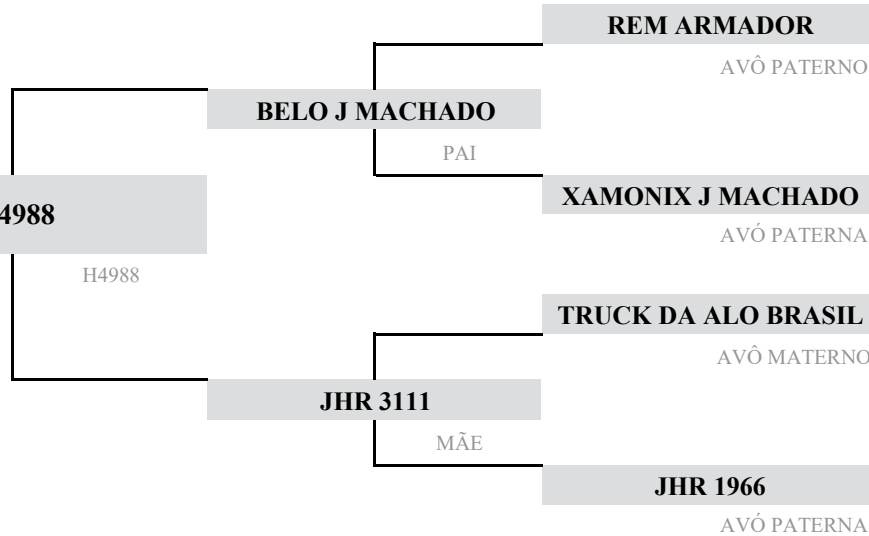 REM ARMADOR
AVÔ PATERNO
BELO J MACHADO
PAI
XAMONIX J MACHADO
AVÓ PATERNA
4988
H4988
TRUCK DA ALO BRASIL
AVÔ MATERNO
JHR 3111
MÃE
JHR 1966
AVÓ PATERNA